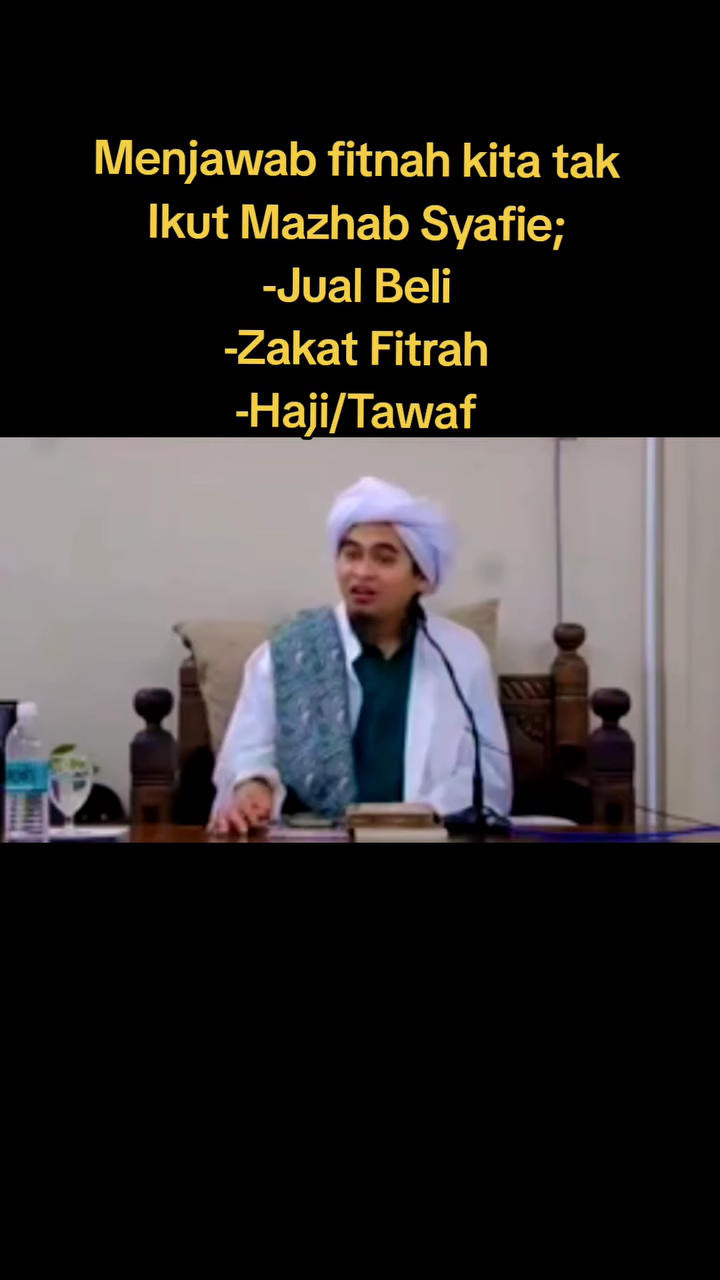 Menjawab fitnah kita tak
Ikut Mazhab Syafie;
-Jual Beli
-Zakat Fitrah
-Haji/Tawaf